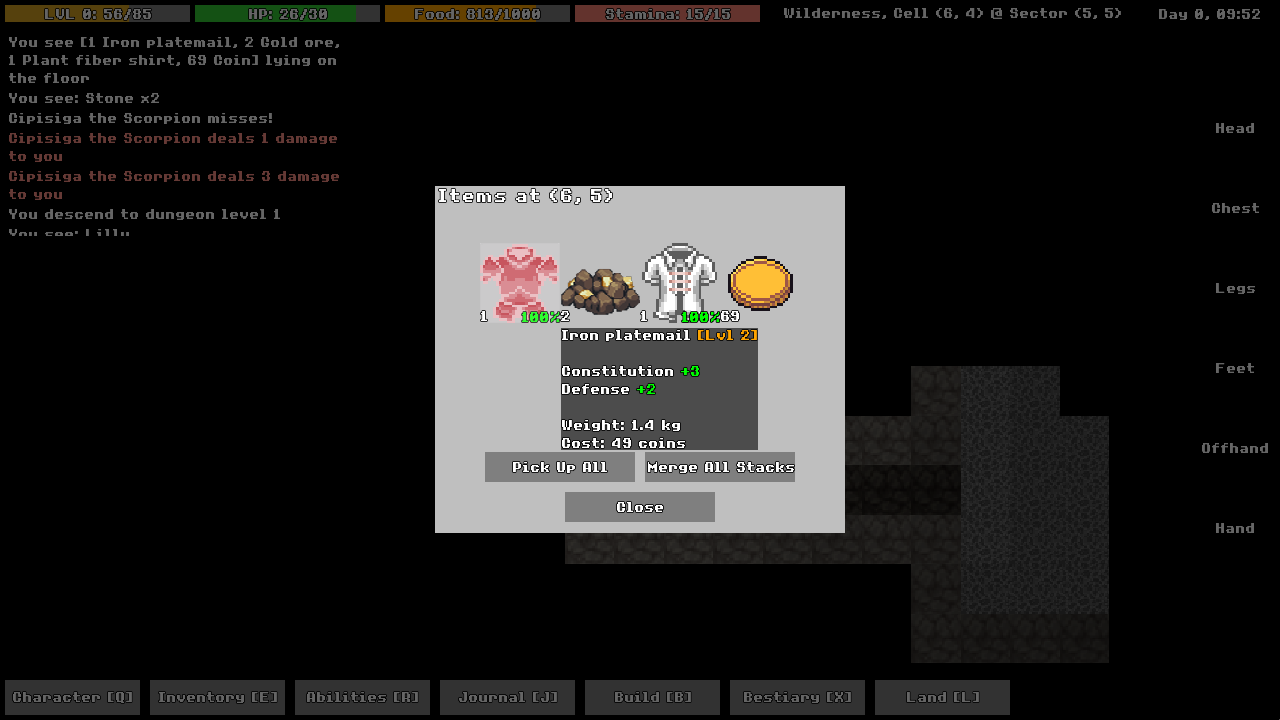 LVL 0: 56/85
HP: 26/30
Food: 813/1000
Stamina: 15/15
Wilderness, Cell (6, 4) @ Sector (5, 5)
Day 0, 09:52
You see [1 Iron platemail, 2 Gold ore,
1 Plant fiber shirt, 69 Coin] lying on
the floor
You see: Stone x2
Cipisiga the Scorpion misses!
Cipisiga the Scorpion deals 1 damage
to you
Cipisiga the Scorpion deals 3 damage
to you
You descend to dungeon level 1
You see: Lillu
Items at (6, 5)
1
100%
2
1
100%
69
Iron platemail [Lvl 2]
Constitution +3
Defense +2
Weight: 1.4 kg
Cost: 49 coins
Pick Up All
Merge All Stacks
Close
Head
Chest
Legs
Feet
Offhand
Hand
Character [Q]
Inventory [E]
Abilities [R]
Journal [J]
Build [B]
Bestiary [X]
Land [L]